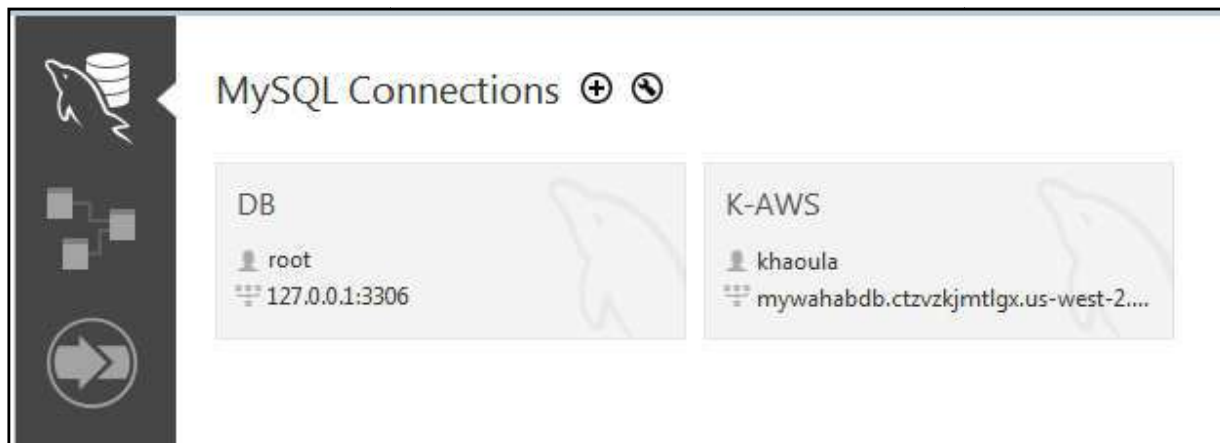 MySQL Connections
DB
root
127.0.0.1:3306
K-AWS
khaoula
mywahabdb.ctzvzkjmtlgx.us-west-2....